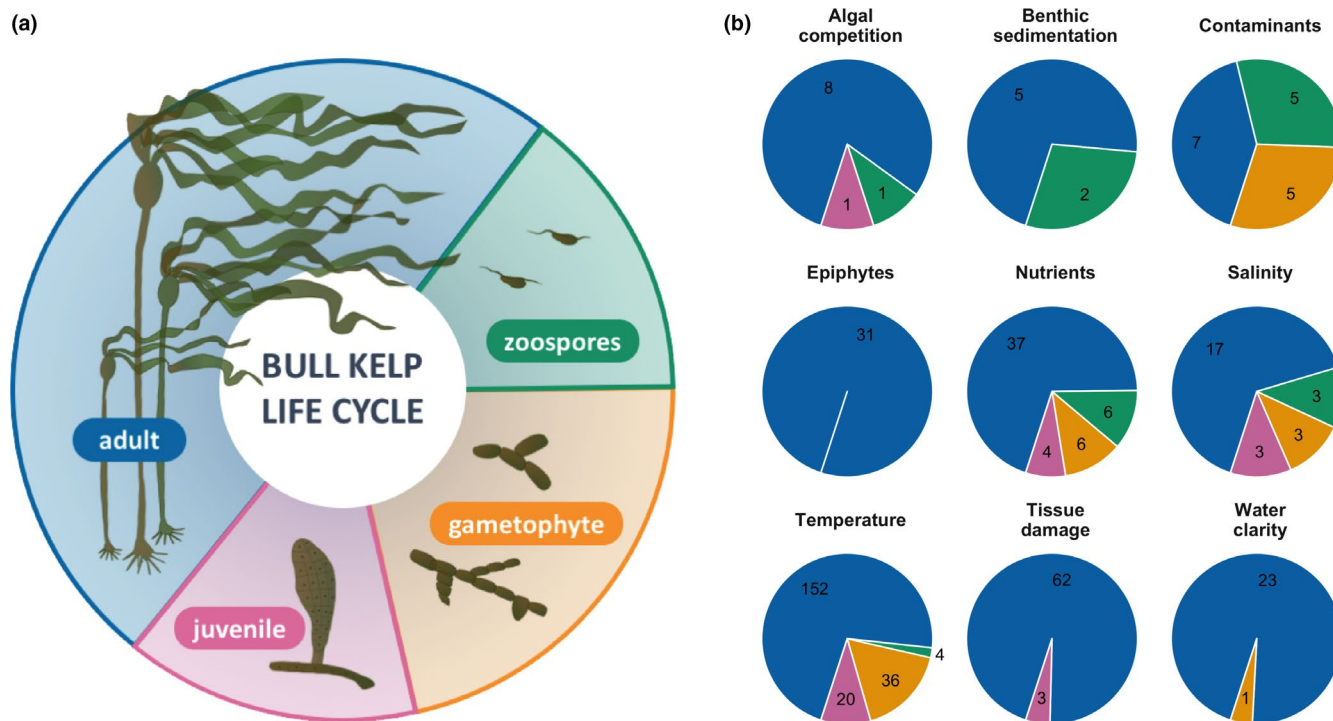 (a)
BULL KELP
LIFE CYCLE
zoospores
adult
gametophyte
juvenile
(b)
Algal
competition
8
1
1
Benthic
sedimentation
5
2
Contaminants
5
7
5
Epiphytes
31
Nutrients
37
6
6
4
Salinity
17
3
3
3
Temperature
152
4
36
20
Tissue
damage
62
3
Water
clarity
23
1